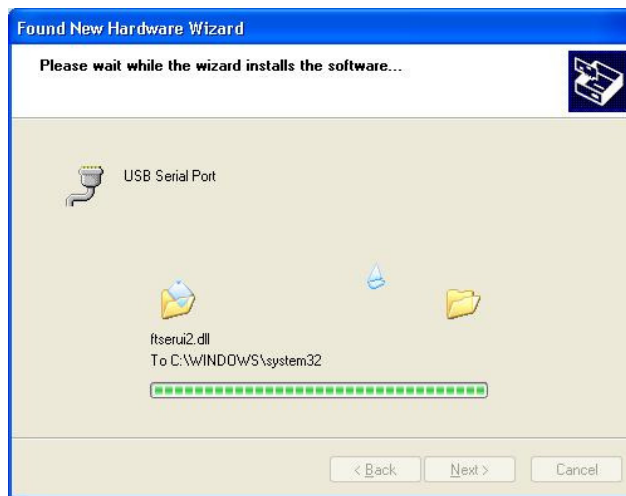 Found New Hardware Wizard
Please wait while the wizard installs the software...
USB Serial Port
ftserui2.dll
To C:\WINDOWS\system32
< Back
Next >
Cancel